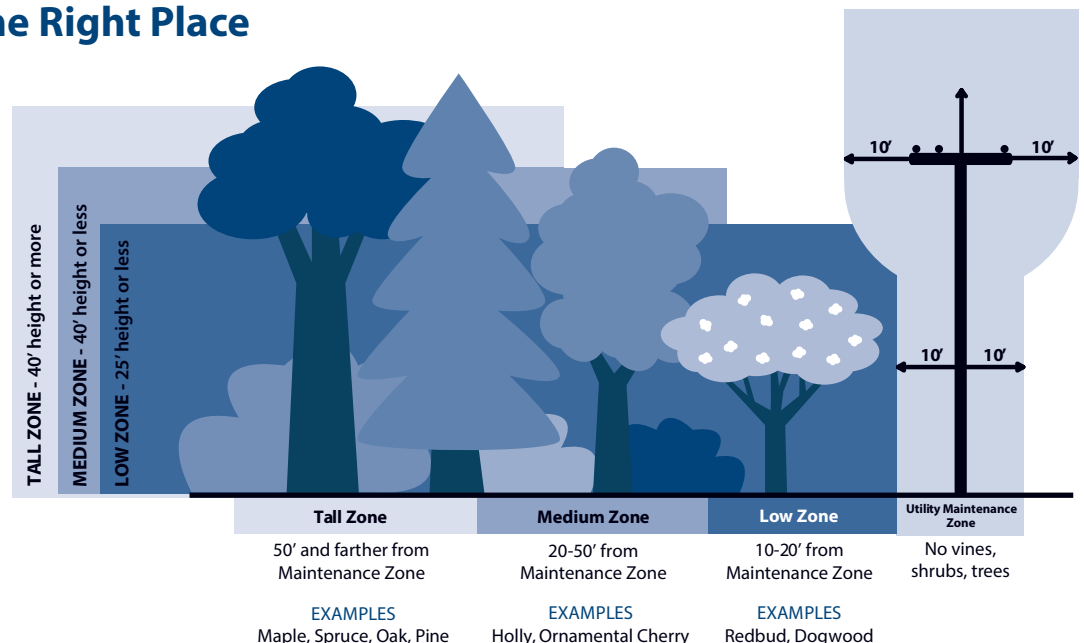 Right Place
TALL ZONE - 40′ height or more
MEDIUM ZONE - 40′ height or less
LOW ZONE - 25′ height or less
10′ 10′
10′ 10′
Tall Zone
50′ and farther from
Maintenance Zone
EXAMPLES
Maple, Spruce, Oak, Pine
Medium Zone
20-50′ from
Maintenance Zone
EXAMPLES
Holly, Ornamental Cherry
Low Zone
10-20′ from
Maintenance Zone
EXAMPLES
Redbud, Dogwood
Utility Maintenance
Zone
No vines,
shrubs, trees